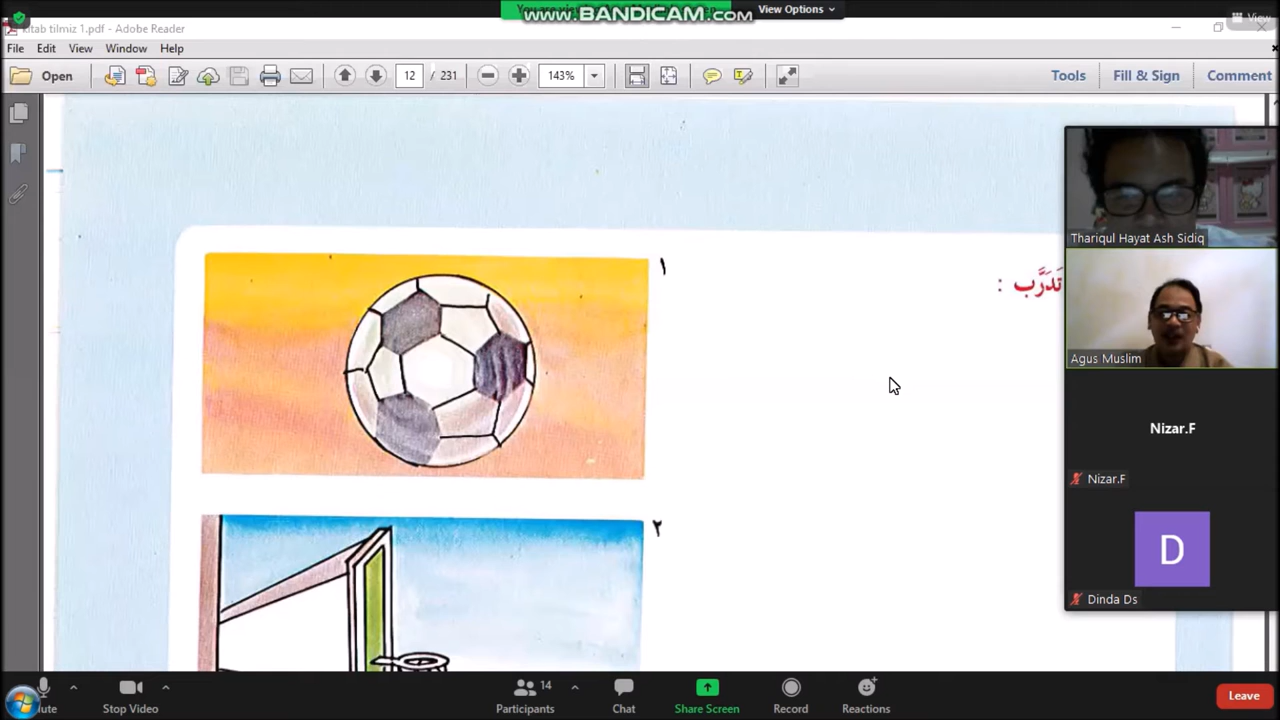 www.BANDICAM.com
View Options
View
kitab tilmiz 1.pdf - Adobe Reader
File Edit View Window Help
Open 12 / 231 143% Tools Fill & Sign Comment
١
تَدَرَّب :
٢
Thariqul Hayat Ash Sidiq
Agus Muslim
Nizar.F
Nizar.F
D
Dinda Ds
Stop Video
14
Participants
Chat
Share Screen
Record
Reactions
Leave